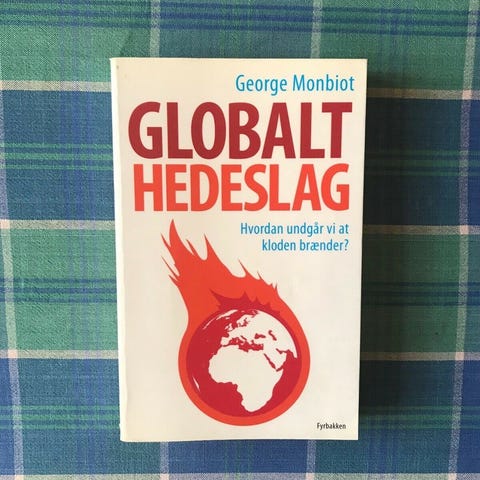 George Monbiot
GLOBALT
HEDESLAG
Hvordan undgår vi at
kloden brænder?
Fyrbakken